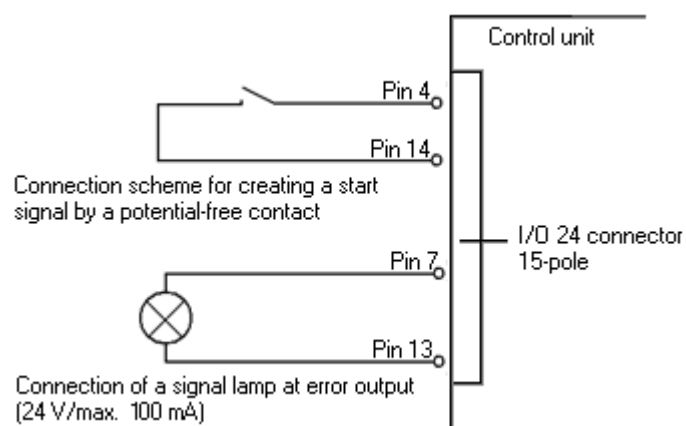 Control unit
Pin 4
Pin 14
Connection scheme for creating a start
signal by a potential-free contact
I/O 24 connector
15-pole
Pin 7
Pin 13
Connection of a signal lamp at error output
(24 V/max. 100 mA)